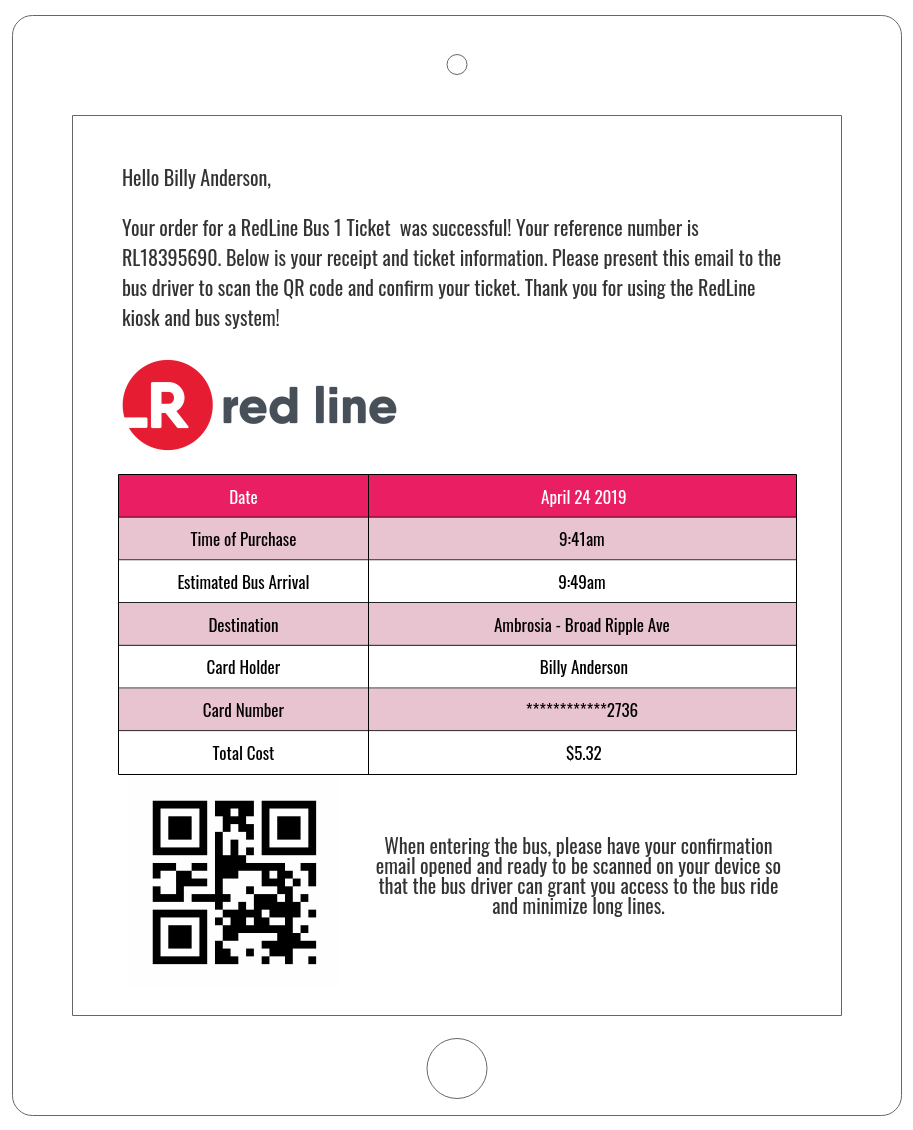 Hello Billy Anderson,
Your order for a RedLine Bus 1 Ticket  was successful! Your reference number is
RL18395690. Below is your receipt and ticket information. Please present this email to the
bus driver to scan the QR code and confirm your ticket. Thank you for using the RedLine
kiosk and bus system!
R red line
Date April 24 2019
Time of Purchase 9:41am
Estimated Bus Arrival 9:49am
Destination Ambrosia - Broad Ripple Ave
Card Holder Billy Anderson
Card Number ************2736
Total Cost $5.32
When entering the bus, please have your confirmation
email opened and ready to be scanned on your device so
that the bus driver can grant you access to the bus ride
and minimize long lines.